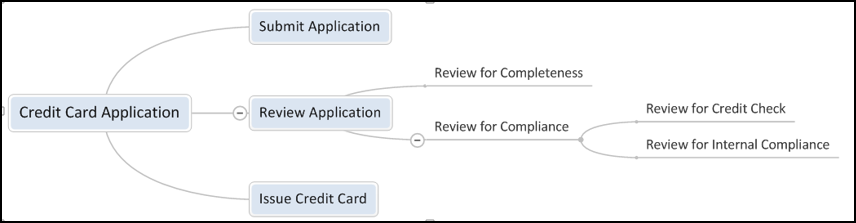 Submit Application
Review for Completeness
Credit Card Application
Review Application
Review for Compliance
Review for Credit Check
Review for Internal Compliance
Issue Credit Card